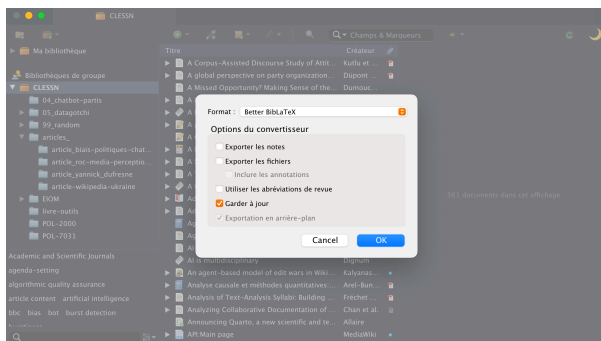 CLESSN
Champs & Marqueurs
Ma bibliothèque
Bibliothèques de groupe
CLESSN
04_chatbot-partis
05_datagotchi
99_random
articles_
article_biais-politiques-chat...
article_roc-media-perceptio...
article_yannick_dufresne
article-wikipedia-ukraine
EIOM
livre-outils
POL-2000
POL-7031
Academic and Scientific Journals
agenda-setting
algorithmic quality assurance
article content artificial intelligence
bbc bias bot burst detection
Titre Créateur
A Corpus-Assisted Discourse Study of Attit... Kutlu et ...
A global perspective on party organization... Düpont ...
A Missed Opportunity? Making Sense of the... Dumouc...
Format : Better BibLaTeX
Options du convertisseur
Exporter les notes
Exporter les fichiers
Inclure les annotations
Utiliser les abréviations de revue
Garder à jour
Exportation en arrière-plan
Cancel OK
363 documents dans cet affichage
AI is multidisciplinary Dignum
An agent-based model of edit wars in Wiki... Kalyanas...
Analyse causale et méthodes quantitatives:... Arel-Bun...
Analysis of Text-Analysis Syllabi: Building ... Fréchet ...
Analyzing Collaborative Documentation of ... Chan et al.
Announcing Quarto, a new scientific and te... Allaire
API:Main page MediaWiki